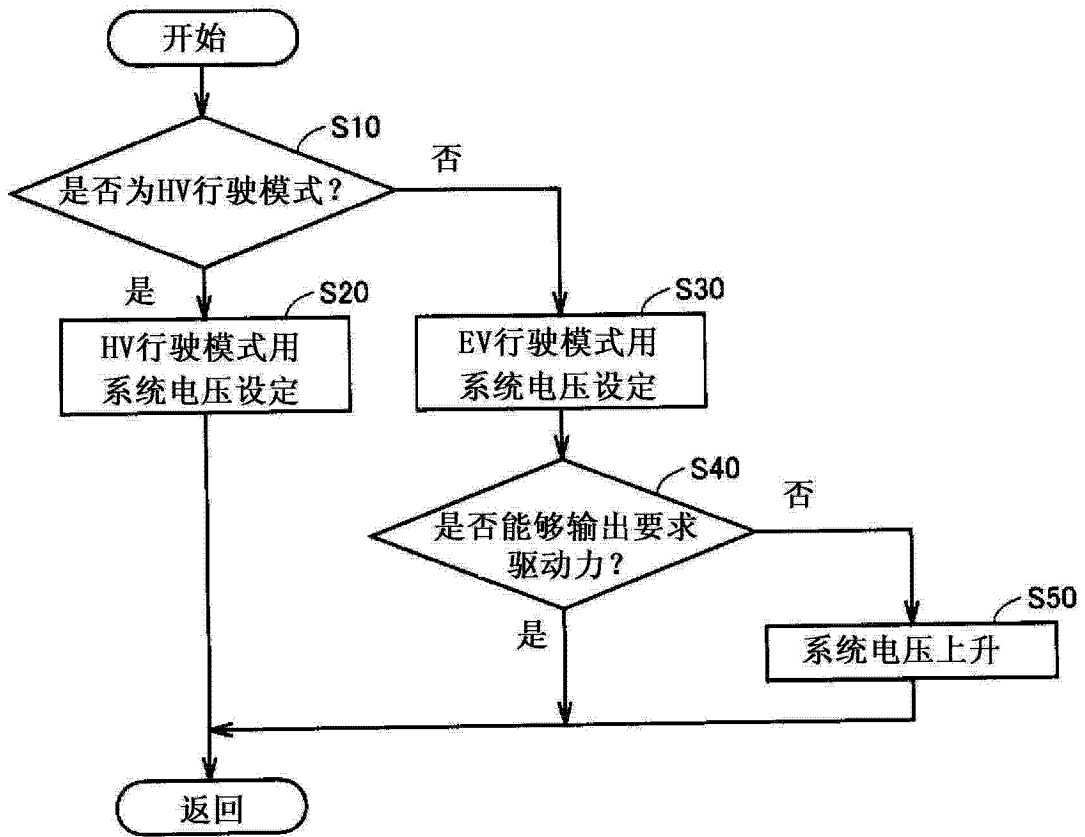 开始
S10
是否为HV行驶模式?
否
是
S20
HV行驶模式用
系统电压设定
S30
EV行驶模式用
系统电压设定
S40
是否能够输出要求
驱动力?
否
是
S50
系统电压上升
返回